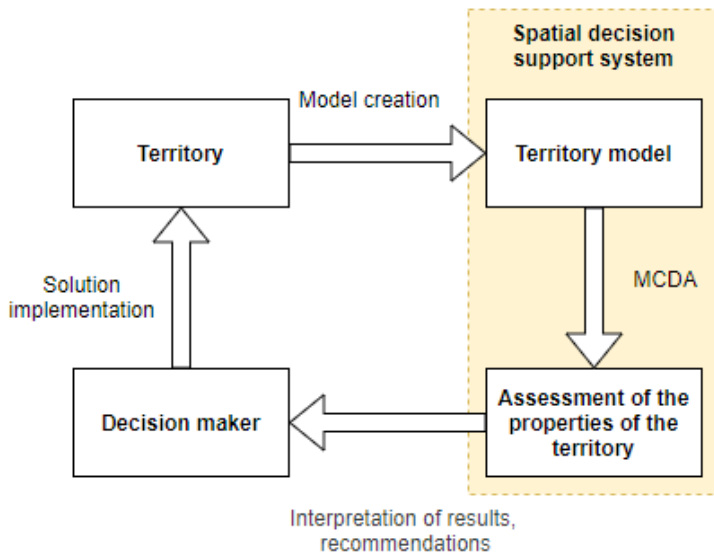 Spatial decision
support system
Model creation
Territory
Territory model
Solution
implementation
MCDA
Decision maker
Assessment of the
properties of the
territory
Interpretation of results,
recommendations